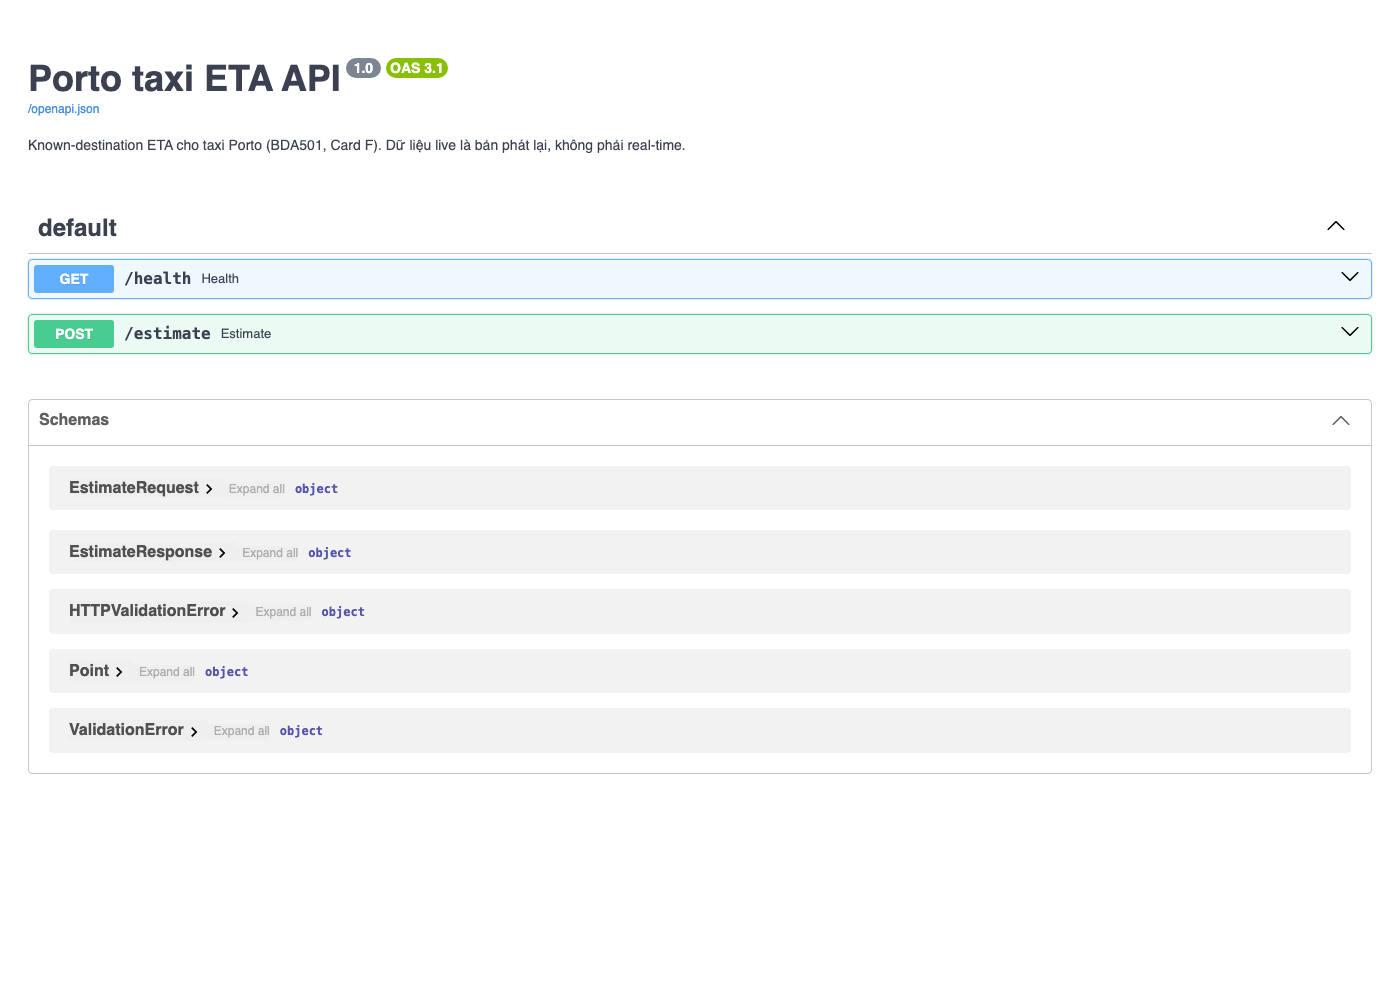 Porto taxi ETA API 1.0 OAS 3.1
/openapi.json
Known-destination ETA cho taxi Porto (BDA501, Card F). Dữ liệu live là bản phát lại, không phải real-time.
default
GET /health Health
POST /estimate Estimate
Schemas
EstimateRequest Expand all object
EstimateResponse Expand all object
HTTPValidationError Expand all object
Point Expand all object
ValidationError Expand all object